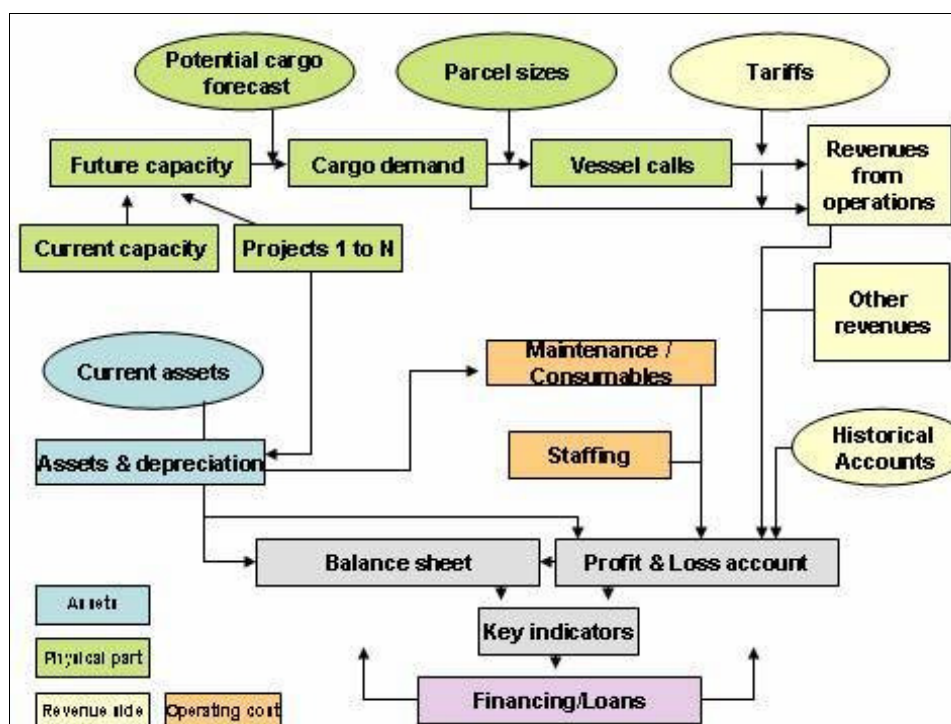 Potential cargo
forecast
Parcel sizes
Tariffs
Future capacity
Cargo demand
Vessel calls
Revenues
from
operations
Current capacity
Projects 1 to N
Other
revenues
Maintenance /
Consumables
Current assets
Historical
Accounts
Assets & depreciation
Staffing
Balance sheet
Profit & Loss account
Key indicators
Financing/Loans
Assets
Physical part
Revenue side
Operating cost